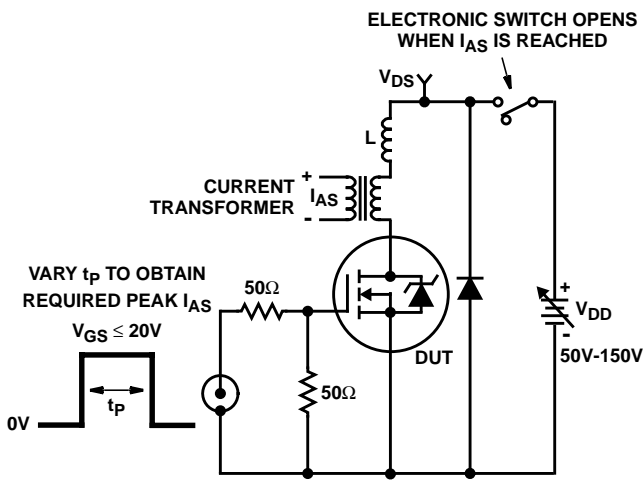 ELECTRONIC SWITCH OPENS
WHEN IAS IS REACHED
VDS
L
+
CURRENT
TRANSFORMER
IAS
-
VARY tP TO OBTAIN
REQUIRED PEAK IAS
VGS ≤ 20V
50Ω
DUT
+
VDD
-
50V-150V
50Ω
tP
0V